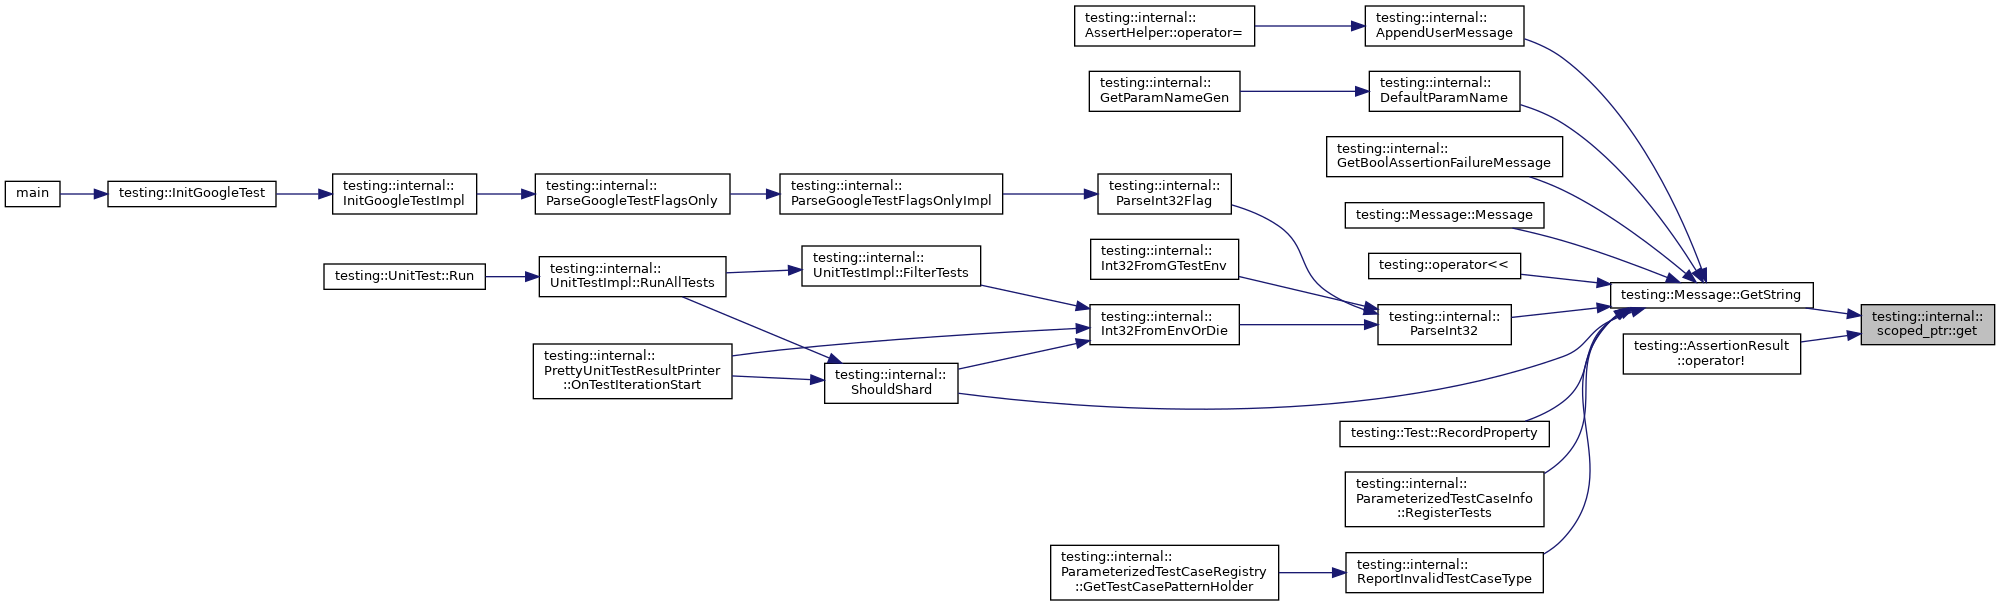 testing::internal::
AssertHelper::operator=
testing::internal::
AppendUserMessage
testing::internal::
GetParamNameGen
testing::internal::
DefaultParamName
testing::internal::
GetBoolAssertionFailureMessage
main
testing::InitGoogleTest
testing::internal::
InitGoogleTestImpl
testing::internal::
ParseGoogleTestFlagsOnly
testing::internal::
ParseGoogleTestFlagsOnlyImpl
testing::internal::
ParseInt32Flag
testing::Message::Message
testing::UnitTest::Run
testing::internal::
UnitTestImpl::RunAllTests
testing::internal::
UnitTestImpl::FilterTests
testing::internal::
Int32FromGTestEnv
testing::operator<<
testing::Message::GetString
testing::internal::
scoped_ptr::get
testing::internal::
Int32FromEnvOrDie
testing::internal::
ParseInt32
testing::AssertionResult
::operator!
testing::internal::
PrettyUnitTestResultPrinter
::OnTestIterationStart
testing::internal::
ShouldShard
testing::Test::RecordProperty
testing::internal::
ParameterizedTestCaseInfo
::RegisterTests
testing::internal::
ParameterizedTestCaseRegistry
::GetTestCasePatternHolder
testing::internal::
ReportInvalidTestCaseType